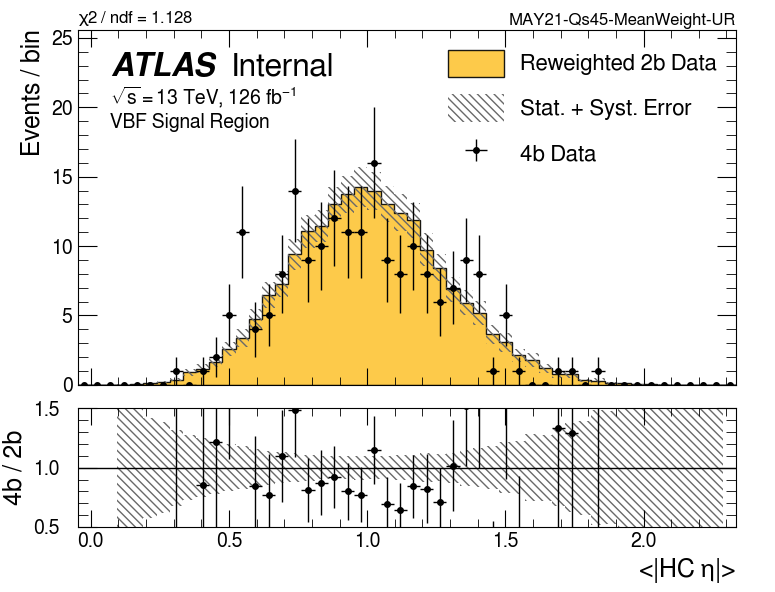 χ2 / ndf = 1.128
MAY21-Qs45-MeanWeight-UR
ATLAS Internal
√s = 13 TeV, 126 fb⁻¹
VBF Signal Region
Reweighted 2b Data
Stat. + Syst. Error
4b Data
Events / bin
25
20
15
10
5
0
4b / 2b
1.5
1.0
0.5
0.0 0.5 1.0 1.5 2.0
<|HC η|>